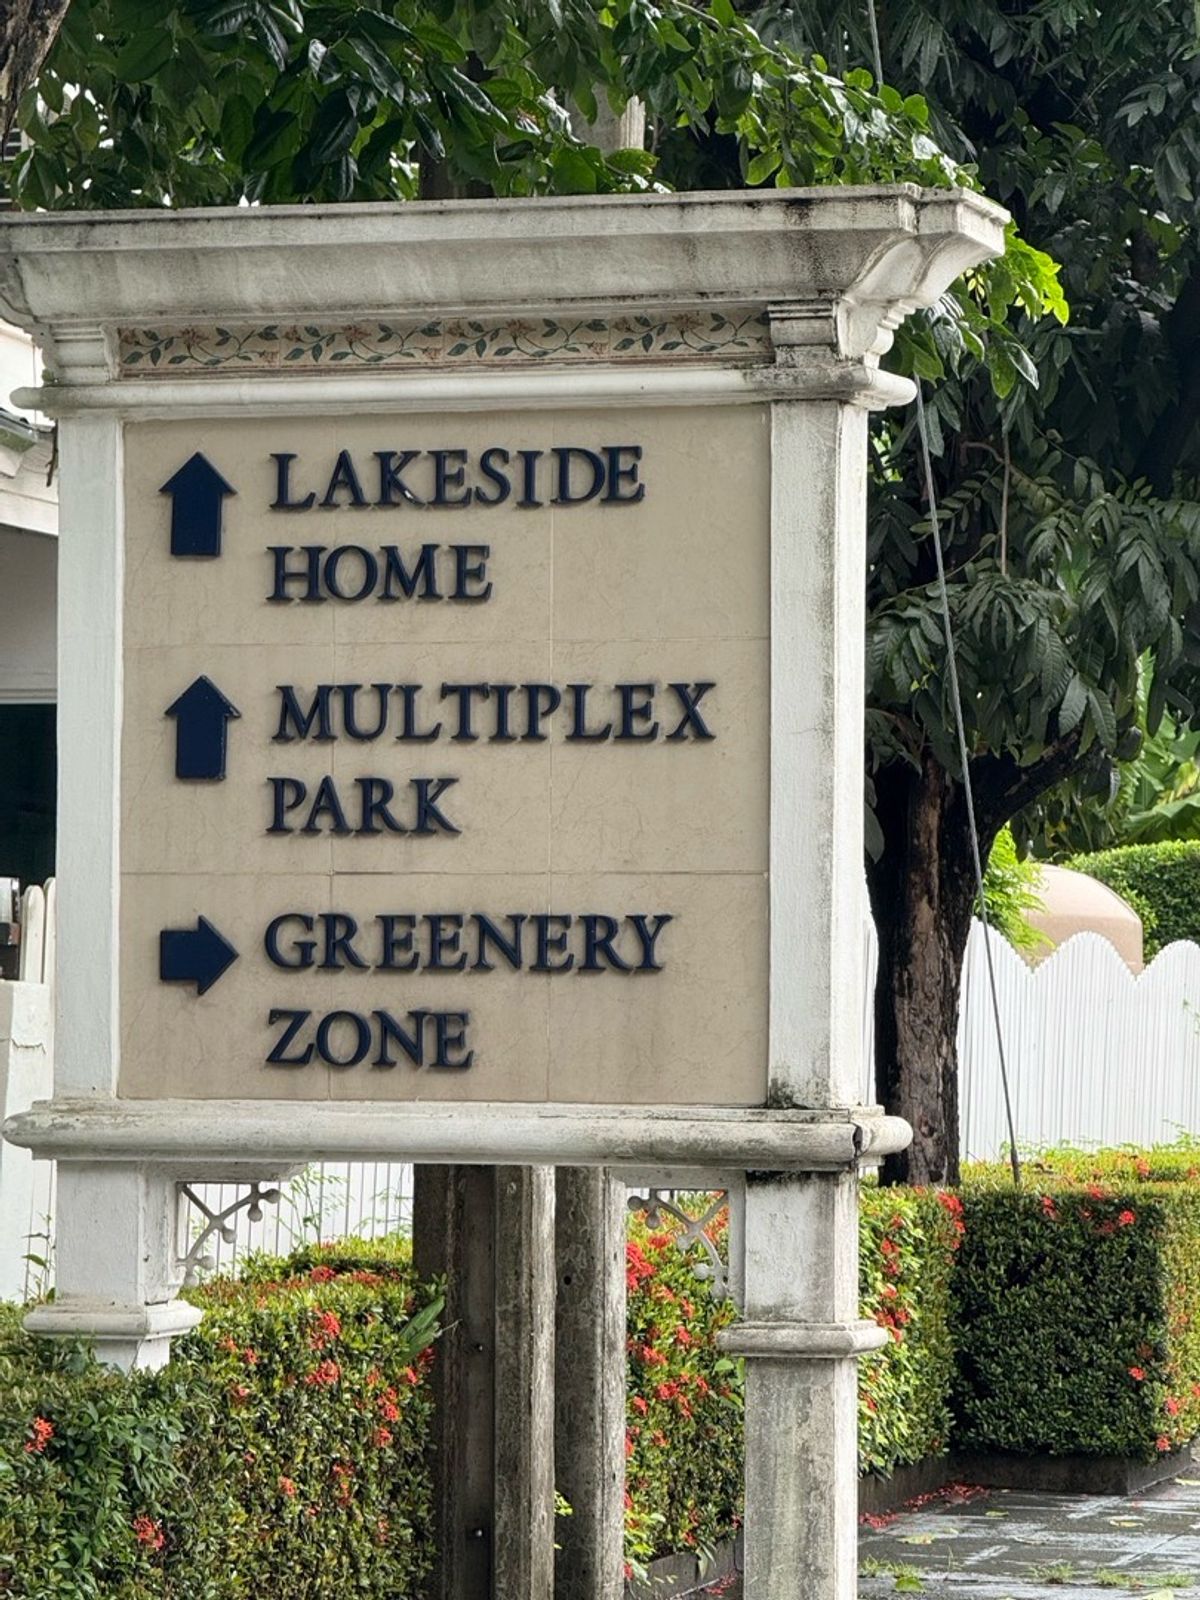 LAKESIDE
HOME
MULTIPLEX
PARK
GREENERY
ZONE